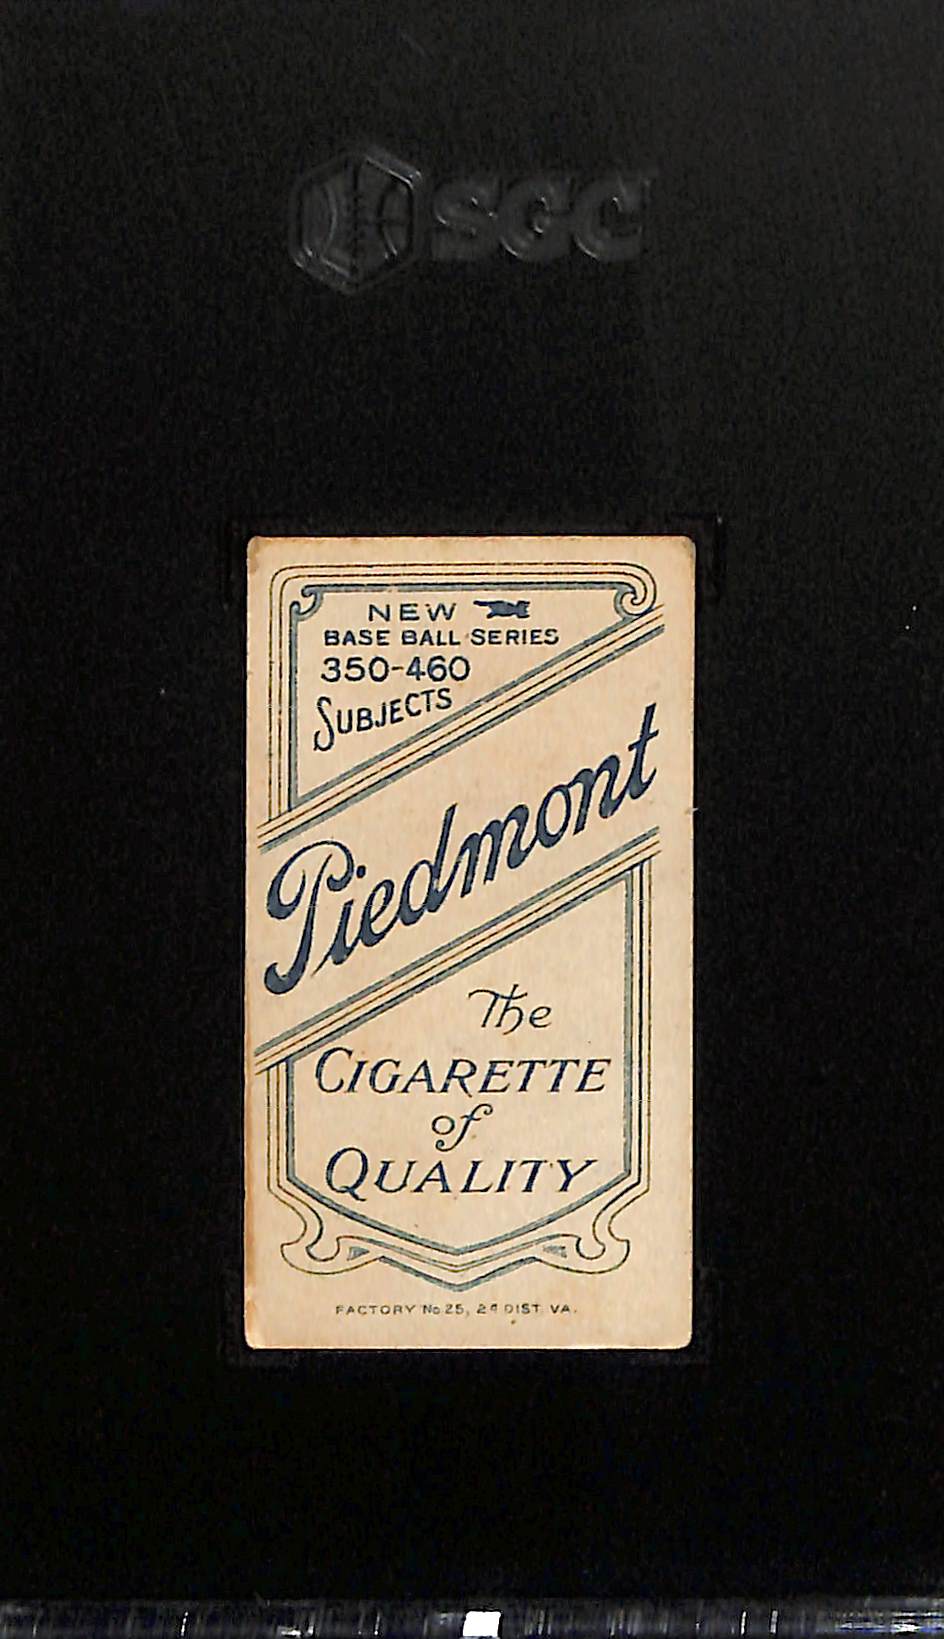 SGC
NEW
BASE BALL SERIES
350-460
SUBJECTS
Piedmont
The
CIGARETTE
of
QUALITY
FACTORY No 25, 2d DIST. VA.